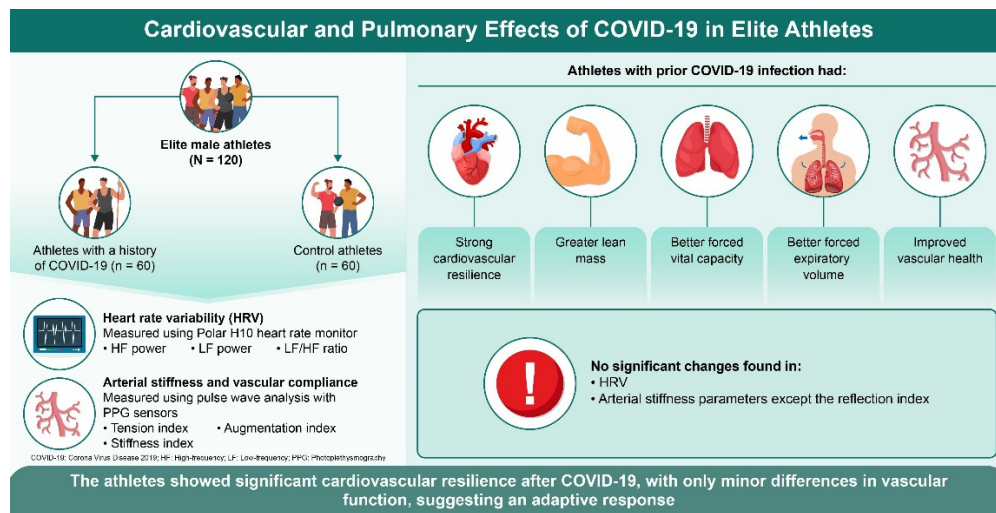 Cardiovascular and Pulmonary Effects of COVID-19 in Elite Athletes
Elite male athletes
(N = 120)
Athletes with a history
of COVID-19 (n = 60)
Control athletes
(n = 60)
Heart rate variability (HRV)
Measured using Polar H10 heart rate monitor
• HF power • LF power • LF/HF ratio
Arterial stiffness and vascular compliance
Measured using pulse wave analysis with
PPG sensors
• Tension index • Augmentation index
• Stiffness index
COVID-19: Corona Virus Disease 2019; HF: High-frequency; LF: Low-frequency; PPG: Photoplethysmography
Athletes with prior COVID-19 infection had:
Strong
cardiovascular
resilience
Greater lean
mass
Better forced
vital capacity
Better forced
expiratory
volume
Improved
vascular health
No significant changes found in:
• HRV
• Arterial stiffness parameters except the reflection index
The athletes showed significant cardiovascular resilience after COVID-19, with only minor differences in vascular
function, suggesting an adaptive response